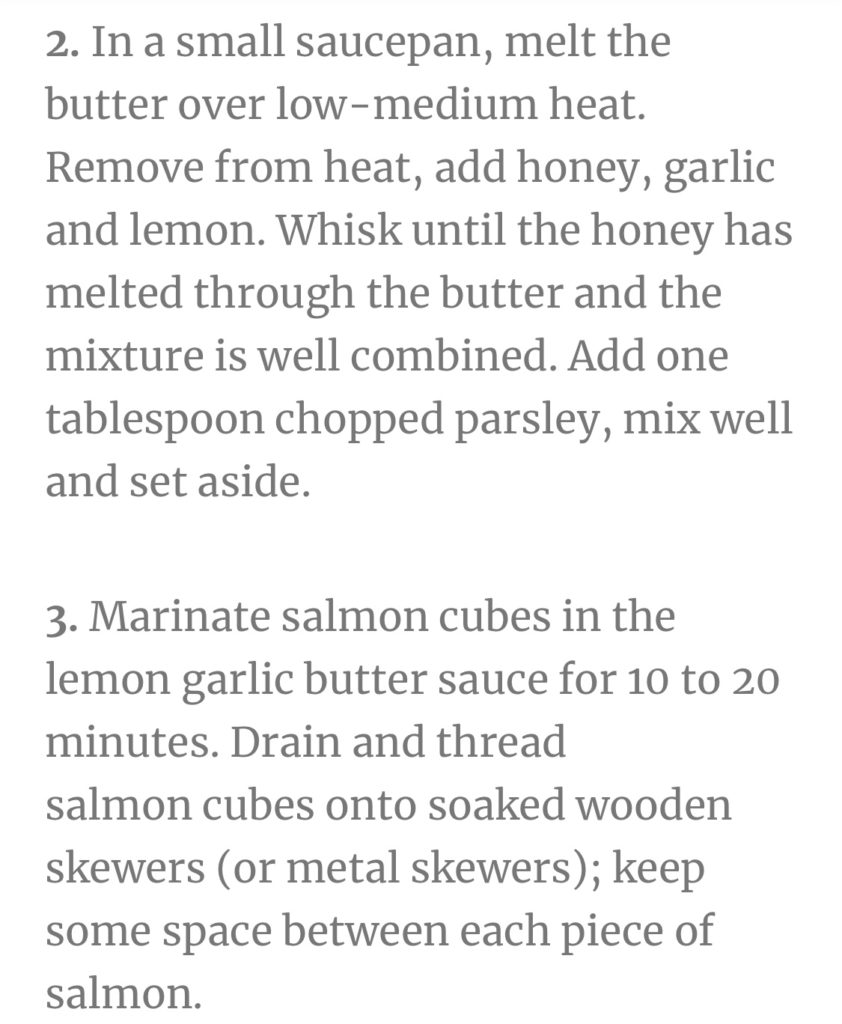 2. In a small saucepan, melt the
butter over low-medium heat.
Remove from heat, add honey, garlic
and lemon. Whisk until the honey has
melted through the butter and the
mixture is well combined. Add one
tablespoon chopped parsley, mix well
and set aside.
3. Marinate salmon cubes in the
lemon garlic butter sauce for 10 to 20
minutes. Drain and thread
salmon cubes onto soaked wooden
skewers (or metal skewers); keep
some space between each piece of
salmon.